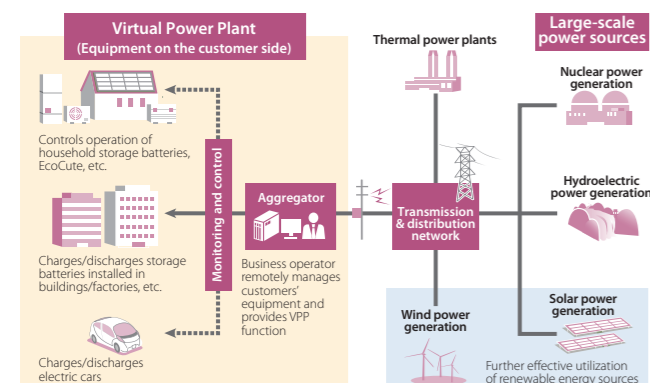 Virtual Power Plant
(Equipment on the customer side)
Controls operation of
household storage batteries,
EcoCute, etc.
Charges/discharges storage
batteries installed in
buildings/factories, etc.
Charges/discharges
electric cars
Monitoring and control
Aggregator
Business operator
remotely manages
customers'
equipment and
provides VPP
function
Thermal power plants
Transmission
& distribution
network
Wind power
generation
Large-scale
power sources
Nuclear power
generation
Hydroelectric
power generation
Solar power
generation
Further effective utilization
of renewable energy sources